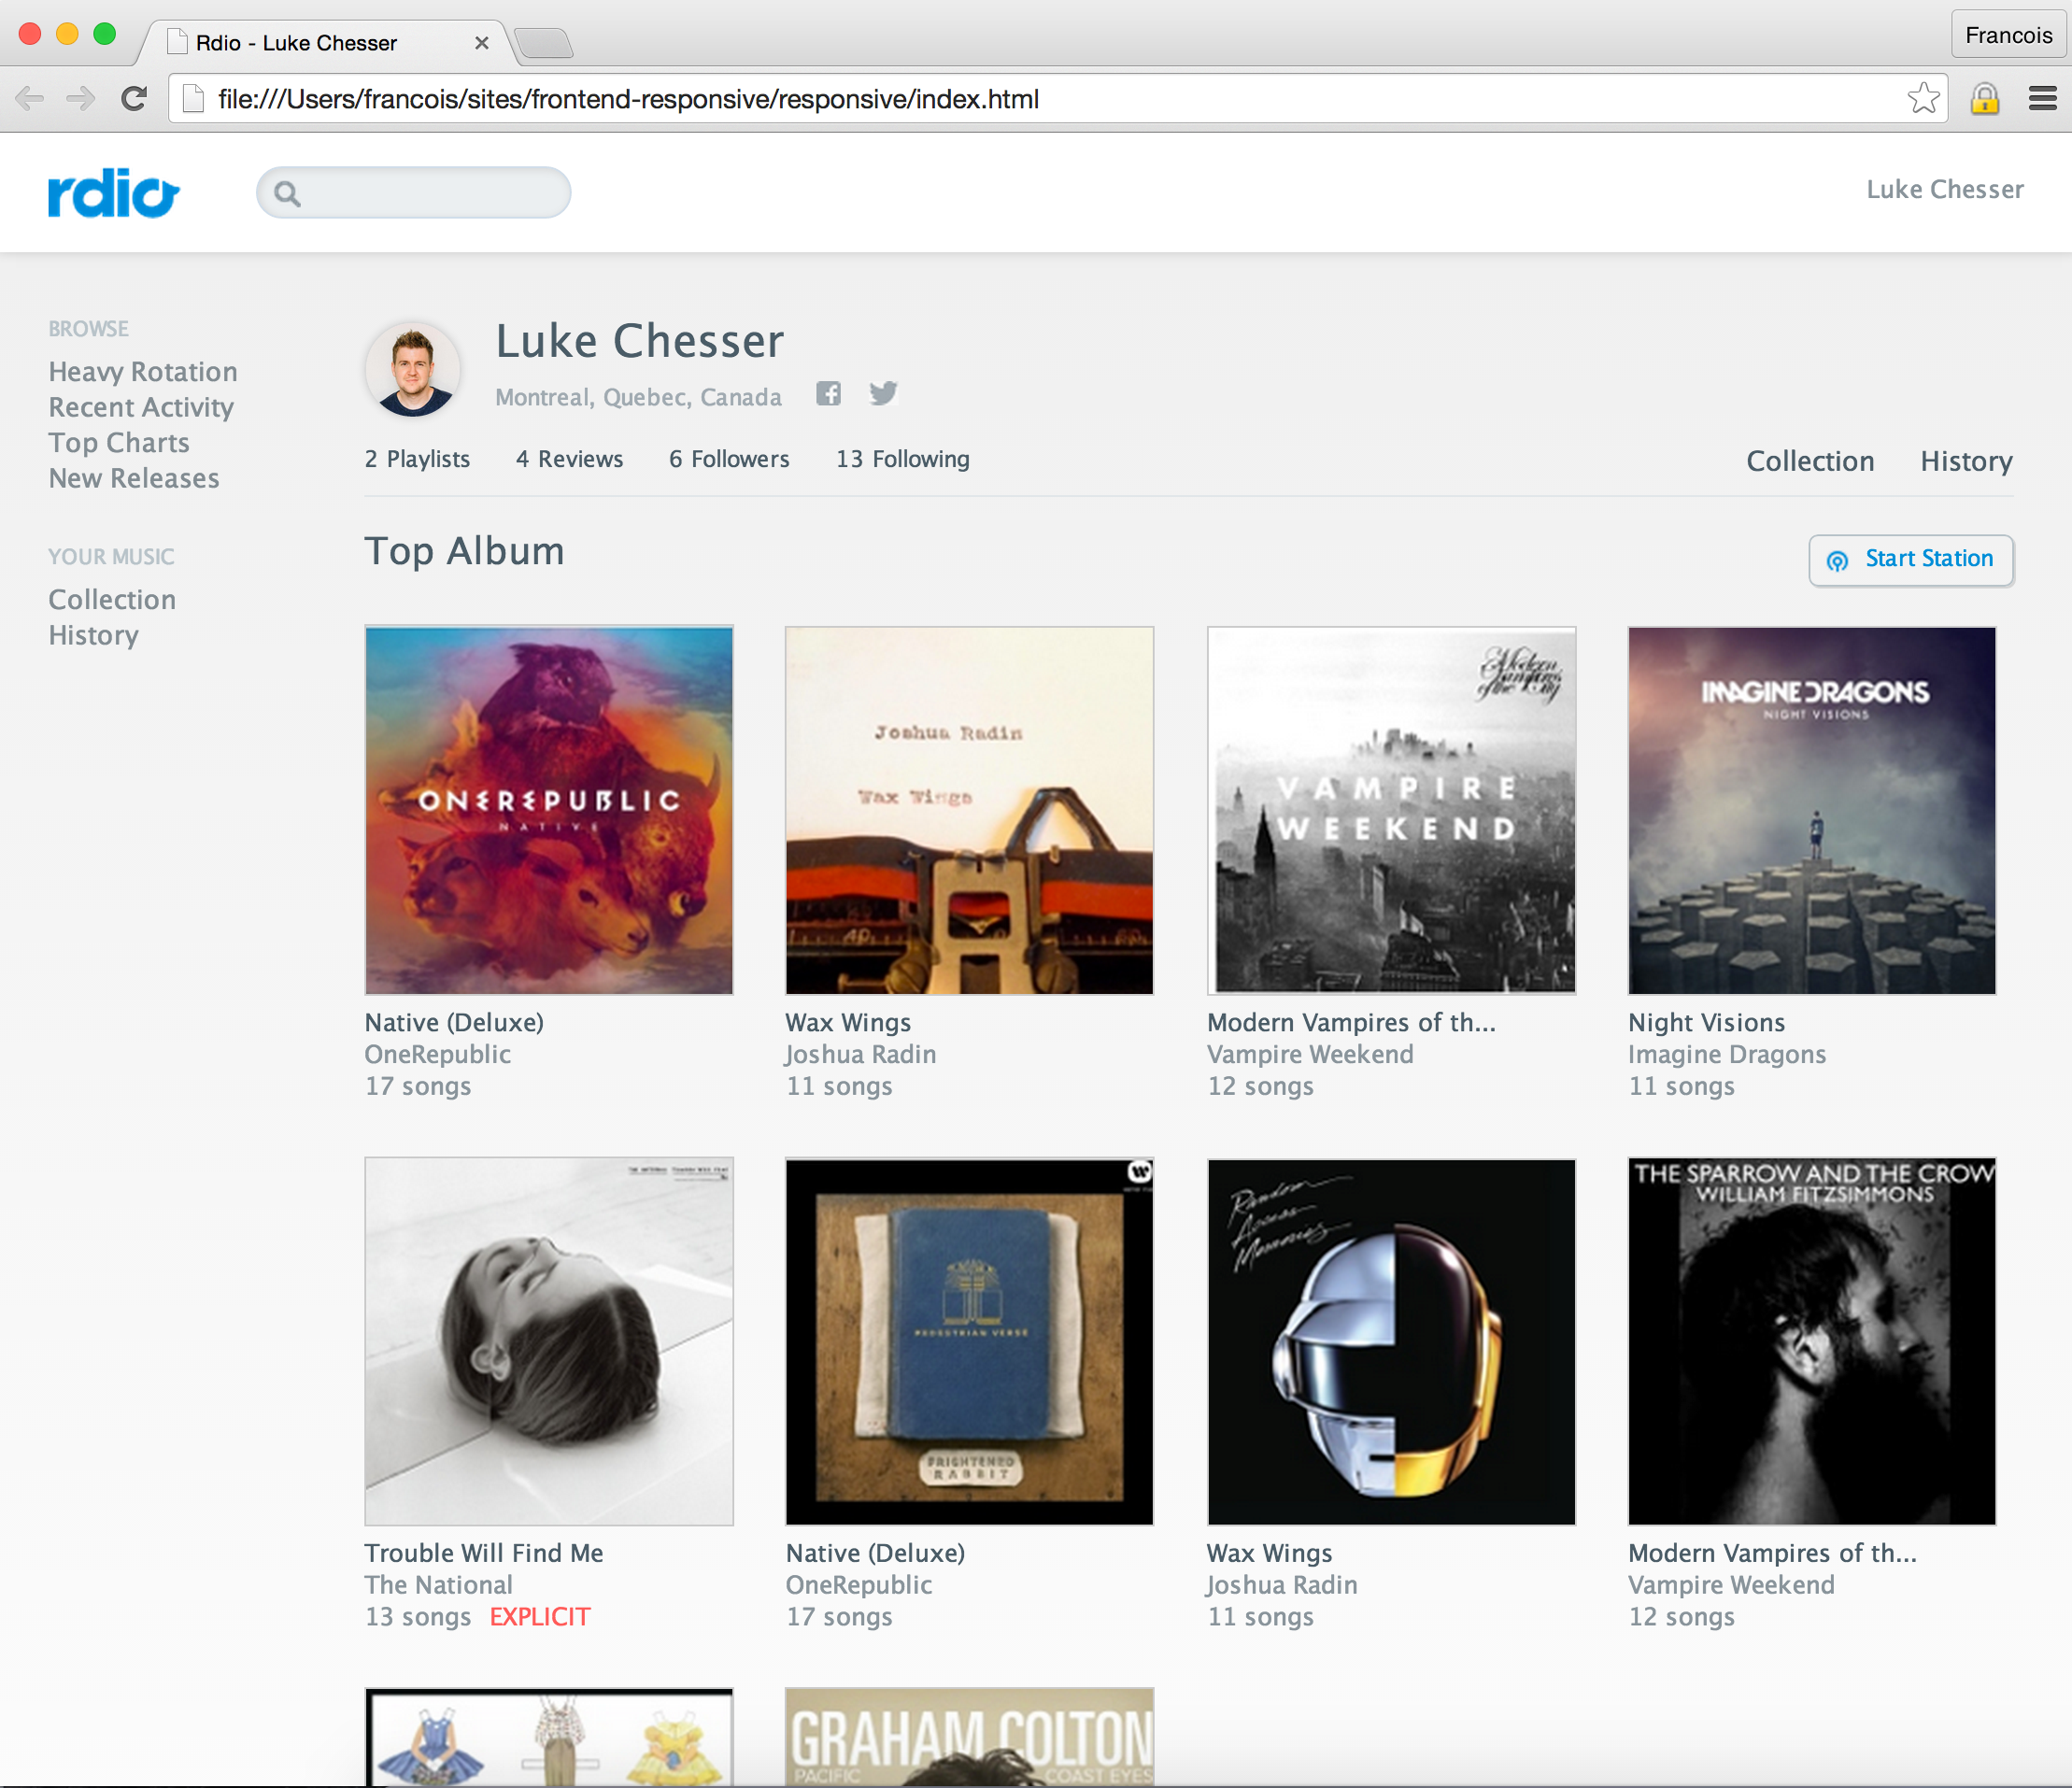 Rdio - Luke Chesser
Francois
file:///Users/francois/sites/frontend-responsive/responsive/index.html
rdio
Luke Chesser
BROWSE
Heavy Rotation
Recent Activity
Top Charts
New Releases
YOUR MUSIC
Collection
History
Luke Chesser
Montreal, Quebec, Canada
2 Playlists 4 Reviews 6 Followers 13 Following
Collection History
Top Album
Start Station
ONEREPUBLIC
NATIVE
Joshua Radin
Wax Wings
Modern
Vampires
of the City
VAMPIRE
WEEKEND
IMAGINE DRAGONS
NIGHT VISIONS
Native (Deluxe)
OneRepublic
17 songs
Wax Wings
Joshua Radin
11 songs
Modern Vampires of th...
Vampire Weekend
12 songs
Night Visions
Imagine Dragons
11 songs
PEDESTRIAN VERSE
FRIGHTENED
RABBIT
Random
Access
Memories
THE SPARROW AND THE CROW
WILLIAM FITZSIMMONS
Trouble Will Find Me
The National
13 songs EXPLICIT
Native (Deluxe)
OneRepublic
17 songs
Wax Wings
Joshua Radin
11 songs
Modern Vampires of th...
Vampire Weekend
12 songs
GRAHAM COLTON
PACIFIC COAST EYES